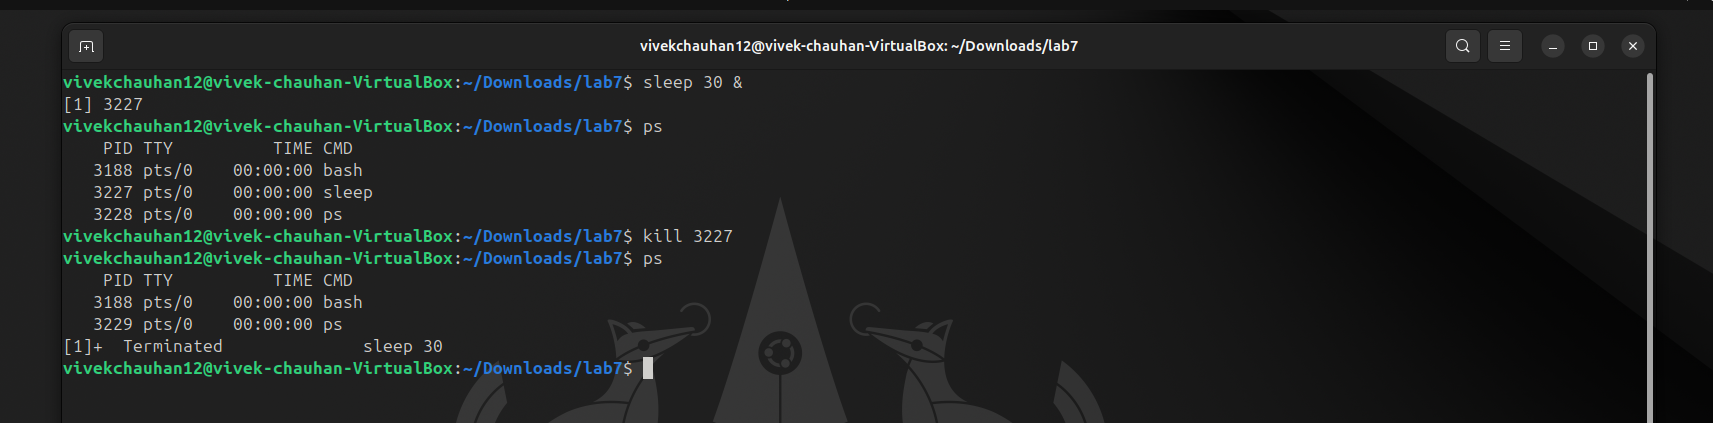 vivekchauhan12@vivek-chauhan-VirtualBox: ~/Downloads/lab7
vivekchauhan12@vivek-chauhan-VirtualBox:~/Downloads/lab7$ sleep 30 &
[1] 3227
vivekchauhan12@vivek-chauhan-VirtualBox:~/Downloads/lab7$ ps
    PID TTY          TIME CMD
   3188 pts/0    00:00:00 bash
   3227 pts/0    00:00:00 sleep
   3228 pts/0    00:00:00 ps
vivekchauhan12@vivek-chauhan-VirtualBox:~/Downloads/lab7$ kill 3227
vivekchauhan12@vivek-chauhan-VirtualBox:~/Downloads/lab7$ ps
    PID TTY          TIME CMD
   3188 pts/0    00:00:00 bash
   3229 pts/0    00:00:00 ps
[1]+  Terminated              sleep 30
vivekchauhan12@vivek-chauhan-VirtualBox:~/Downloads/lab7$